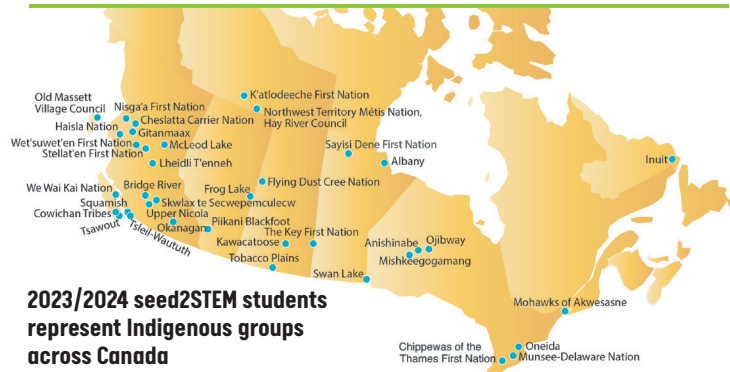 K'atlodeeche First Nation
Old Massett
Village Council
Nisga'a First Nation
Cheslatta Carrier Nation
Northwest Territory Métis Nation,
Hay River Council
Haisla Nation
Gitanmaax
Wet'suwet'en First Nation
McLeod Lake
Stellat'en First Nation
Sayisi Dene First Nation
Albany
Inuit
Lheidli T'enneh
We Wai Kai Nation
Bridge River
Frog Lake
Flying Dust Cree Nation
Squamish
Skwlax te Secwepemculecw
Cowichan Tribes
Upper Nicola
Tsawout
Tsleil-Waututh
Okanagan
Piikani Blackfoot
Kawacatoose
The Key First Nation
Anishinabe
Ojibway
Mishkeegogamang
Tobacco Plains
Swan Lake
2023/2024 seed2STEM students
represent Indigenous groups
across Canada
Mohawks of Akwesasne
Chippewas of the
Thames First Nation
Oneida
Munsee-Delaware Nation